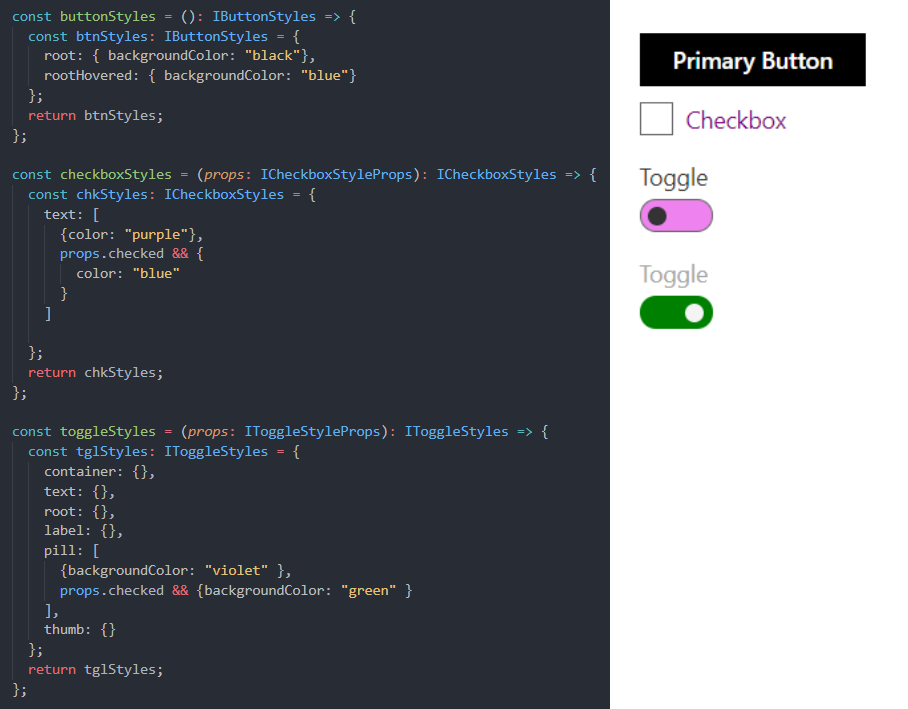 const buttonStyles = (): IButtonStyles => {
const btnStyles: IButtonStyles = {
root: { backgroundColor: "black"},
rootHovered: { backgroundColor: "blue"}
};
return btnStyles;
};
const checkboxStyles = (props: ICheckboxStyleProps): ICheckboxStyles => {
const chkStyles: ICheckboxStyles = {
text: [
{color: "purple"},
props.checked && {
color: "blue"
}
]
};
return chkStyles;
};
const toggleStyles = (props: IToggleStyleProps): IToggleStyles => {
const tglStyles: IToggleStyles = {
container: {},
text: {},
root: {},
label: {},
pill: [
{backgroundColor: "violet" },
props.checked && {backgroundColor: "green" }
],
thumb: {}
};
return tglStyles;
};
Primary Button
Checkbox
Toggle
Toggle